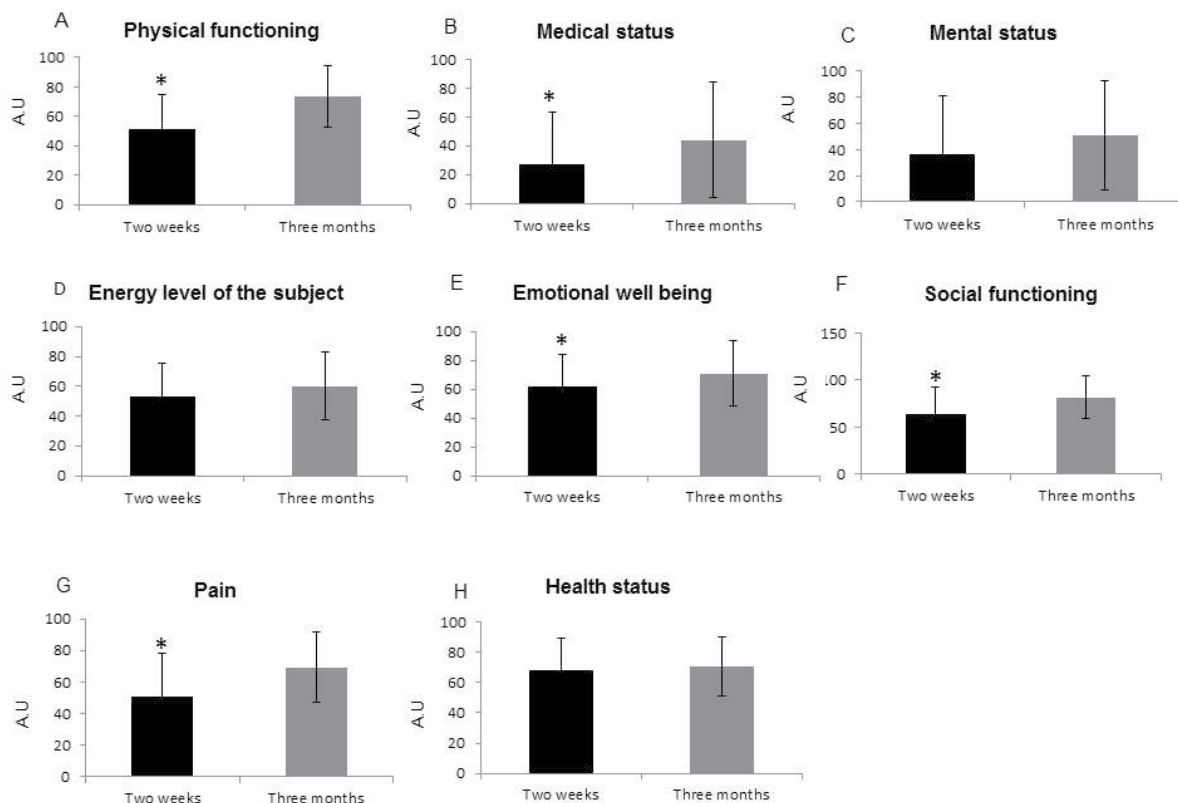 A
Physical functioning
100
80
60
40
20
0
A.U
*
Two weeks
Three months
B
Medical status
100
80
60
40
20
0
A.U
*
Two weeks
Three months
C
Mental status
100
80
60
40
20
0
A.U
Two weeks
Three months
D
Energy level of the subject
100
80
60
40
20
0
A.U
Two weeks
Three months
E
Emotional well being
100
80
60
40
20
0
A.U
*
Two weeks
Three months
F
Social functioning
150
100
50
0
A.U
*
Two weeks
Three months
G
Pain
100
80
60
40
20
0
A.U
*
Two weeks
Three months
H
Health status
100
80
60
40
20
0
A.U
Two weeks
Three months